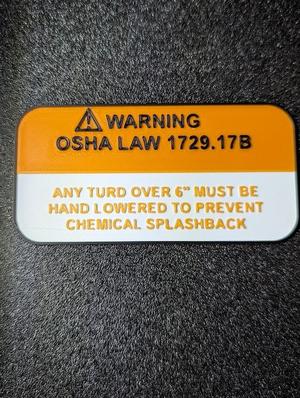 ⚠ WARNING
OSHA LAW 1729.17B
ANY TURD OVER 6" MUST BE
HAND LOWERED TO PREVENT
CHEMICAL SPLASHBACK